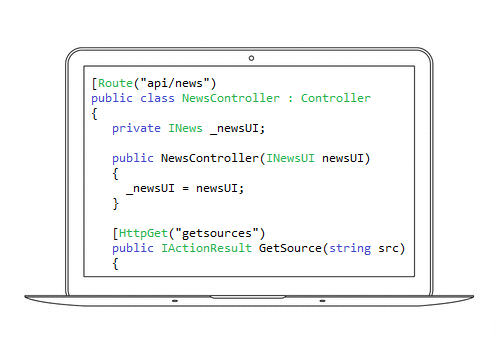 [Route("api/news")
public class NewsController : Controller
{
private INews _newsUI;
public NewsController(INewsUI newsUI)
{
_newsUI = newsUI;
}
[HttpGet("getsources")
public IActionResult GetSource(string src)
{